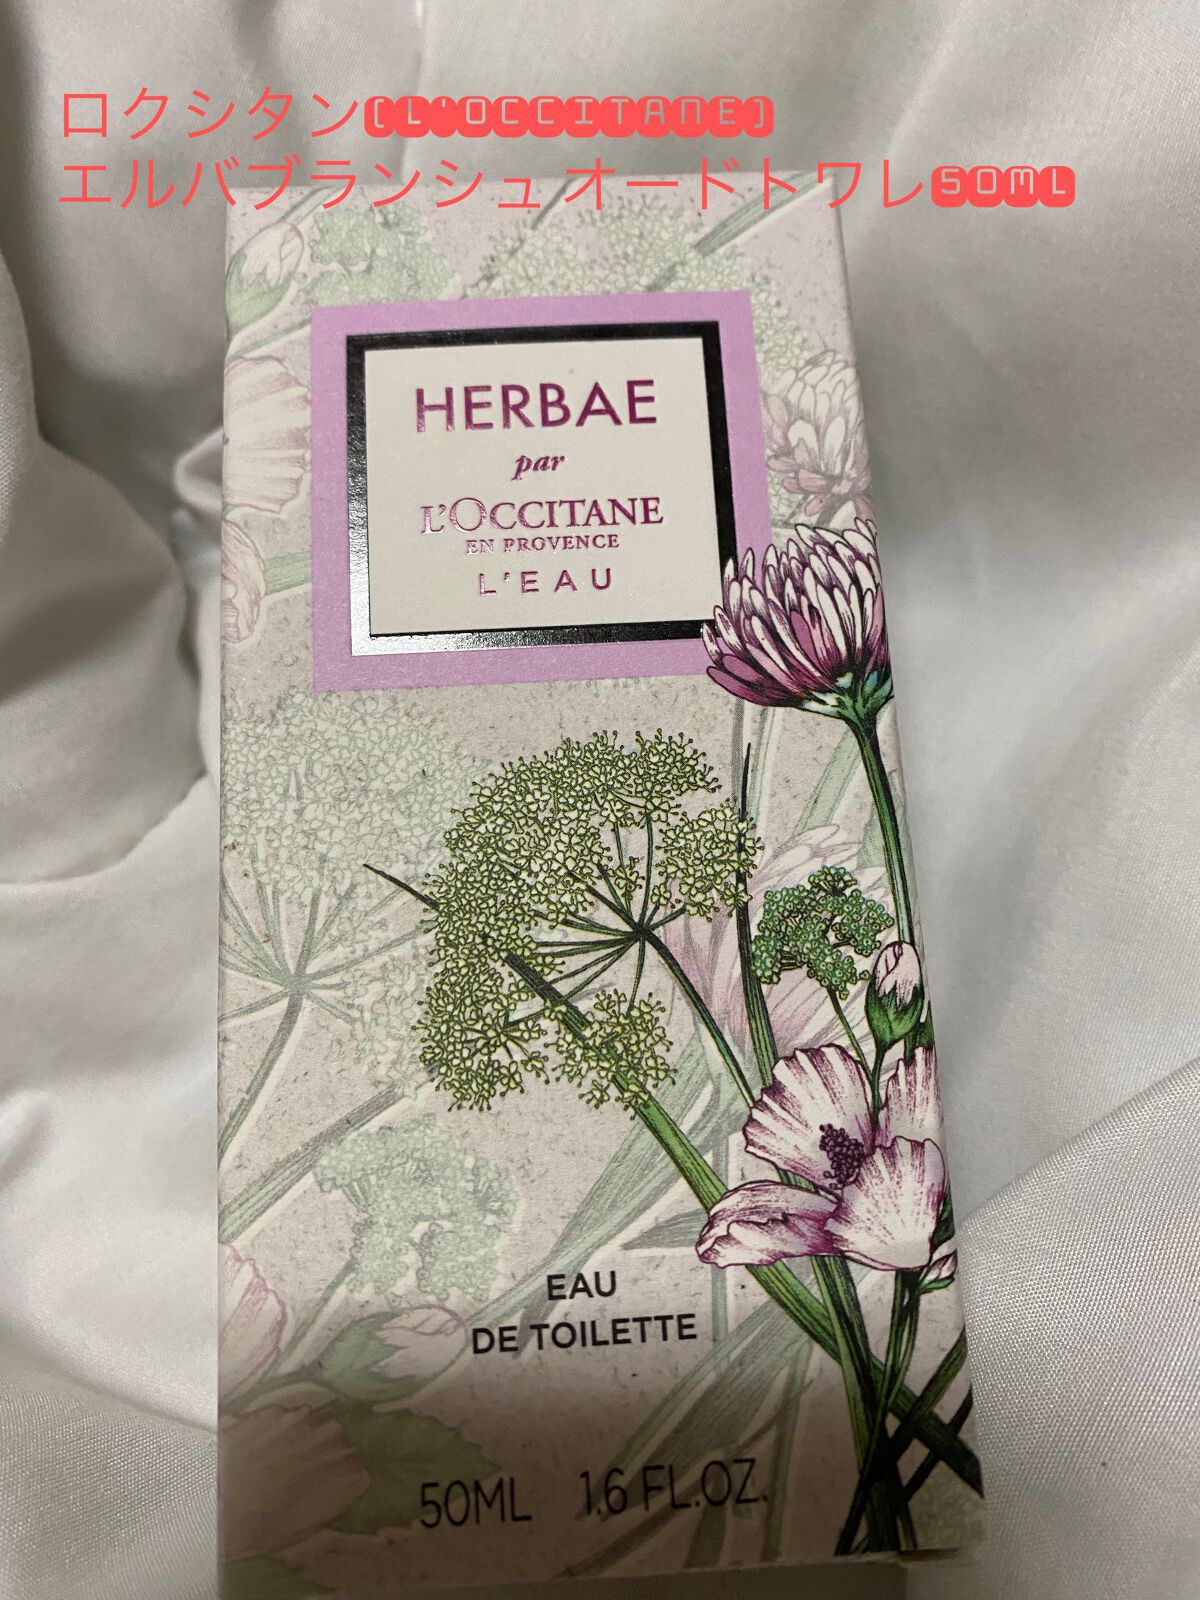 ロクシタン(L'OCCITANE)
エルバブランシュオードトワレ50ML
HERBAE
par
L'OCCITANE
EN PROVENCE
L'EAU
EAU
DE TOILETTE
50ML 1.6 FL.OZ.